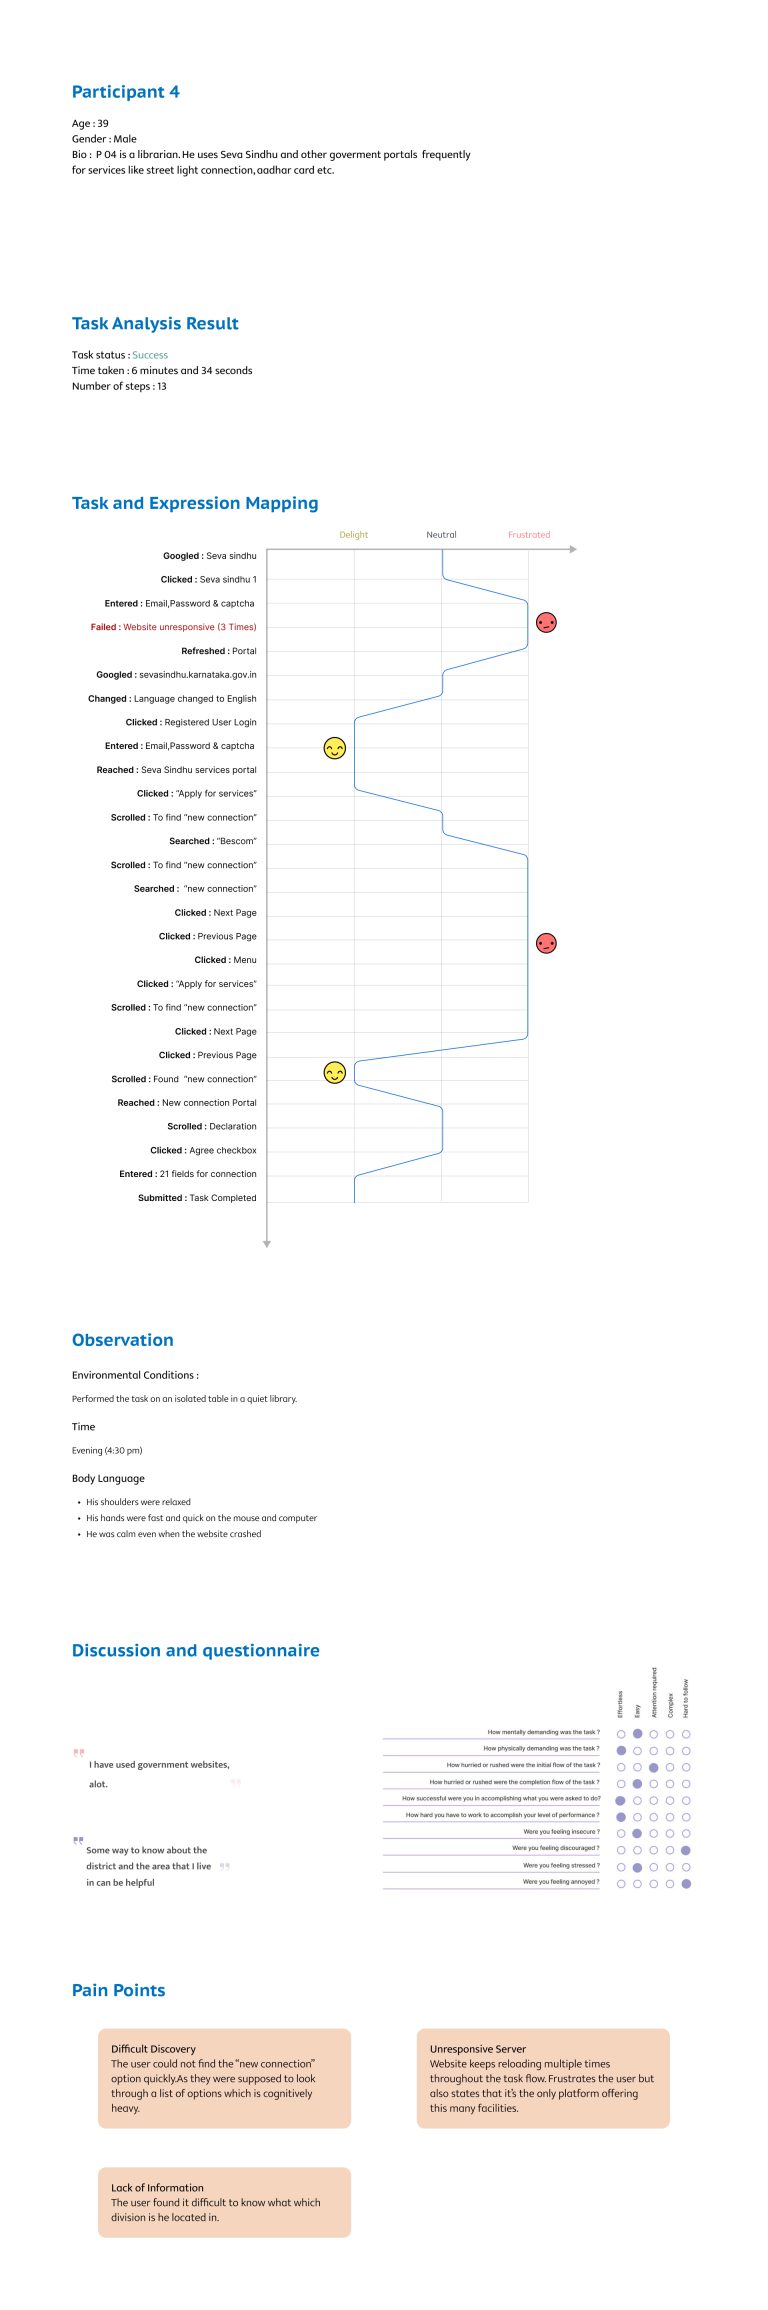 Participant 4
Age : 39
Gender : Male
Bio :  P 04 is a librarian. He uses Seva Sindhu and other goverment portals  frequently
for services like street light connection, aadhar card etc.
Task Analysis Result
Task status : Success
Time taken : 6 minutes and 34 seconds
Number of steps : 13
Task and Expression Mapping
Delight Neutral Frustrated
Googled : Seva sindhu
Clicked : Seva sindhu 1
Entered : Email,Password & captcha
Failed : Website unresponsive (3 Times)
Refreshed : Portal
Googled : sevasindhu.karnataka.gov.in
Changed : Language changed to English
Clicked : Registered User Login
Entered : Email,Password & captcha
Reached : Seva Sindhu services portal
Clicked : “Apply for services”
Scrolled : To find “new connection”
Searched : “Bescom”
Scrolled : To find “new connection”
Searched :  “new connection”
Clicked : Next Page
Clicked : Previous Page
Clicked : Menu
Clicked : “Apply for services”
Scrolled : To find “new connection”
Clicked : Next Page
Clicked : Previous Page
Scrolled : Found  “new connection”
Reached : New connection Portal
Scrolled : Declaration
Clicked : Agree checkbox
Entered : 21 fields for connection
Submitted : Task Completed
Observation
Environmental Conditions :
Performed the task on an isolated table in a quiet library.
Time
Evening (4:30 pm)
Body Language
• His shoulders were relaxed
• His hands were fast and quick on the mouse and computer
• He was calm even when the website crashed
Discussion and questionnaire
" I have used government websites,
alot. "
" Some way to know about the
district and the area that I live "
in can be helpful
Effortless Easy Attention required Complex Hard to follow
How mentally demanding was the task ?
How physically demanding was the task ?
How hurried or rushed was the initial flow of the task ?
How hurried or rushed were the completion flow of the task ?
How successful were you in accomplishing what you were asked to do?
How hard you have to work to accomplish your level of performance ?
Were you feeling insecure ?
Were you feeling discouraged ?
Were you feeling stressed ?
Were you feeling annoyed ?
Pain Points
Difficult Discovery
The user could not find the “new connection”
option quickly.As they were supposed to look
through a list of options which is cognitively
heavy.
Unresponsive Server
Website keeps reloading multiple times
throughout the task flow. Frustrates the user but
also states that it’s the only platform offering
this many facilities.
Lack of Information
The user found it difficult to know what which
division is he located in.